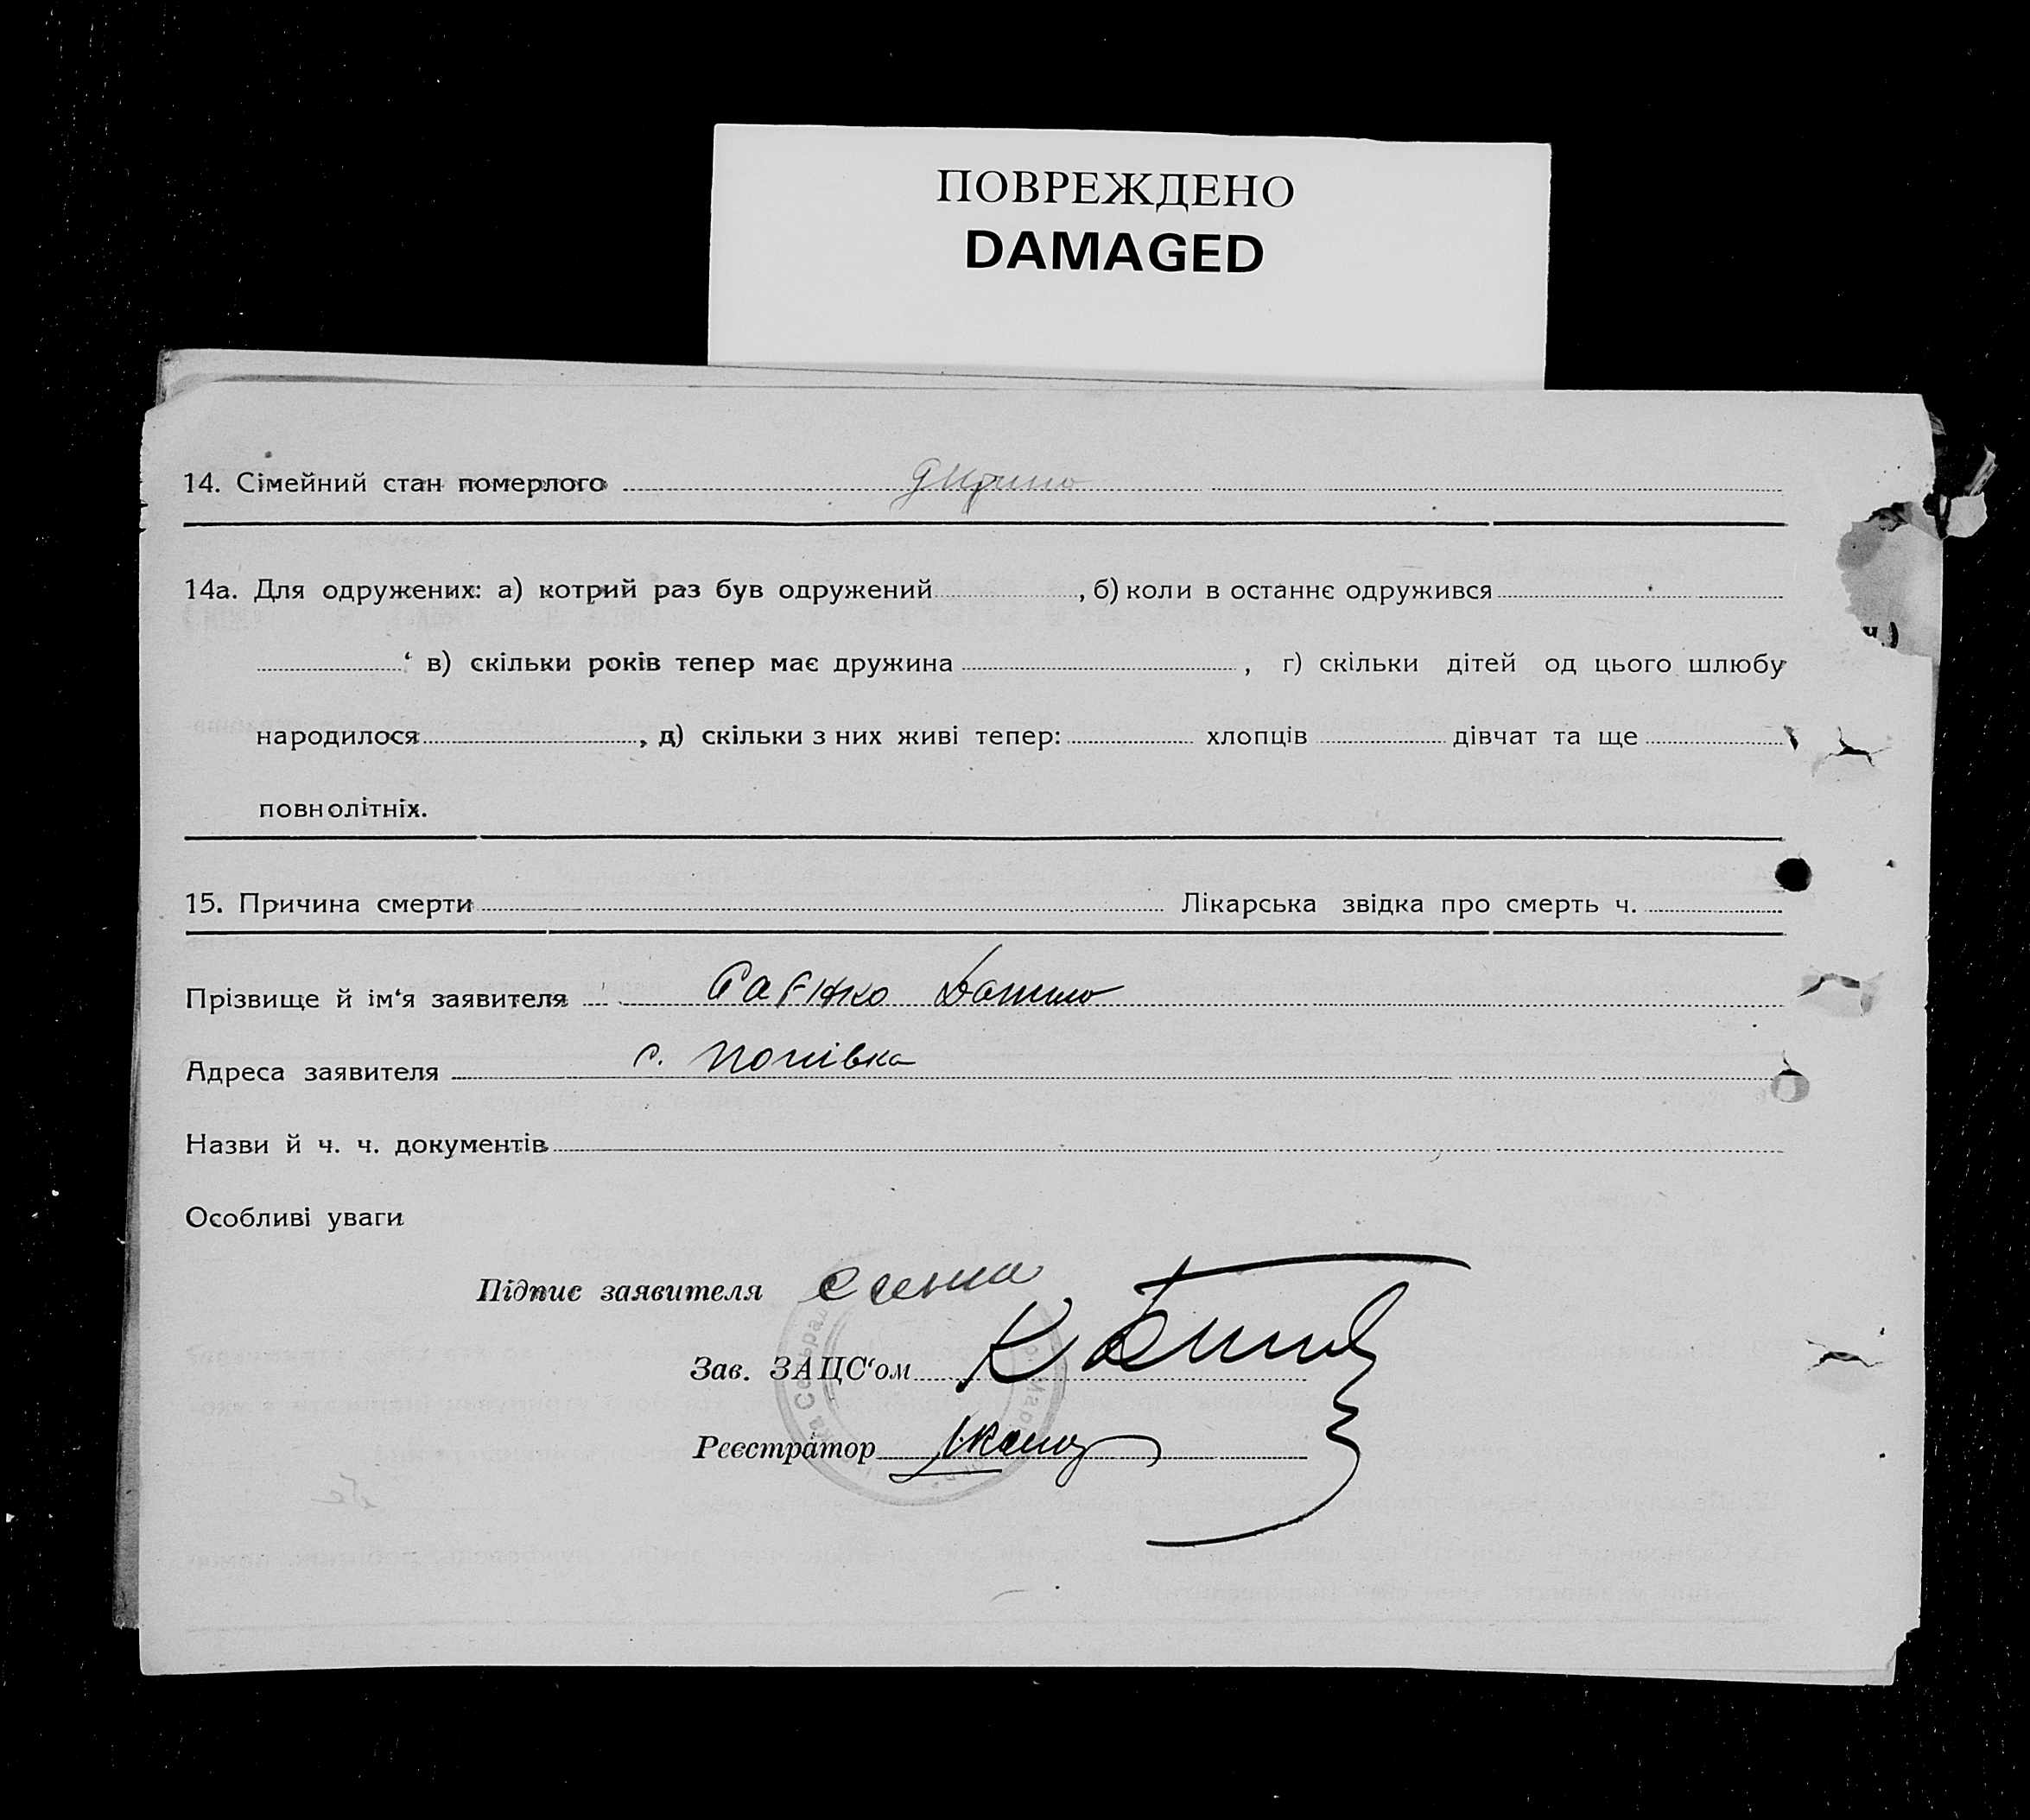 ПОВРЕЖДЕНО
DAMAGED
14. Сімейний стан померлого
14а. Для одружених: а) котрий раз був одружений , б) коли в останнє одружився
в) скільки років тепер має дружина , г) скільки дітей од цього шлюбу
народилося , д) скільки з них живі тепер: хлопців дівчат та ще
повнолітніх.
15. Причина смерти Лікарська звідка про смерть ч.
Прізвище й ім‘я заявителя Данило
Адреса заявителя с. Попівка
Назви й ч. ч. документів
Особливі уваги
Підпис заявителя
Зав. ЗАЦС‘ом
Реєстратор